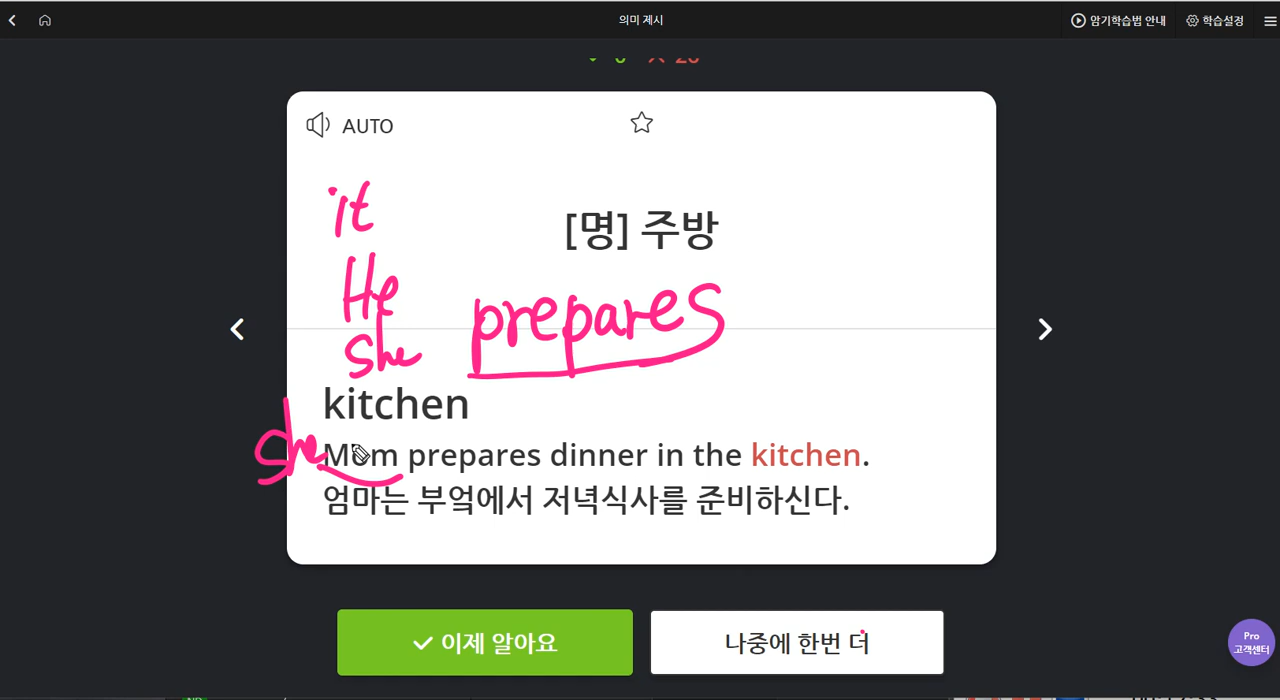 의미 제시
암기학습법 안내
학습설정
AUTO
it
[명] 주방
He
prepares
she
kitchen
she
Mom prepares dinner in the kitchen.
엄마는 부엌에서 저녁식사를 준비하신다.
이제 알아요
나중에 한번 더
Pro
고객센터